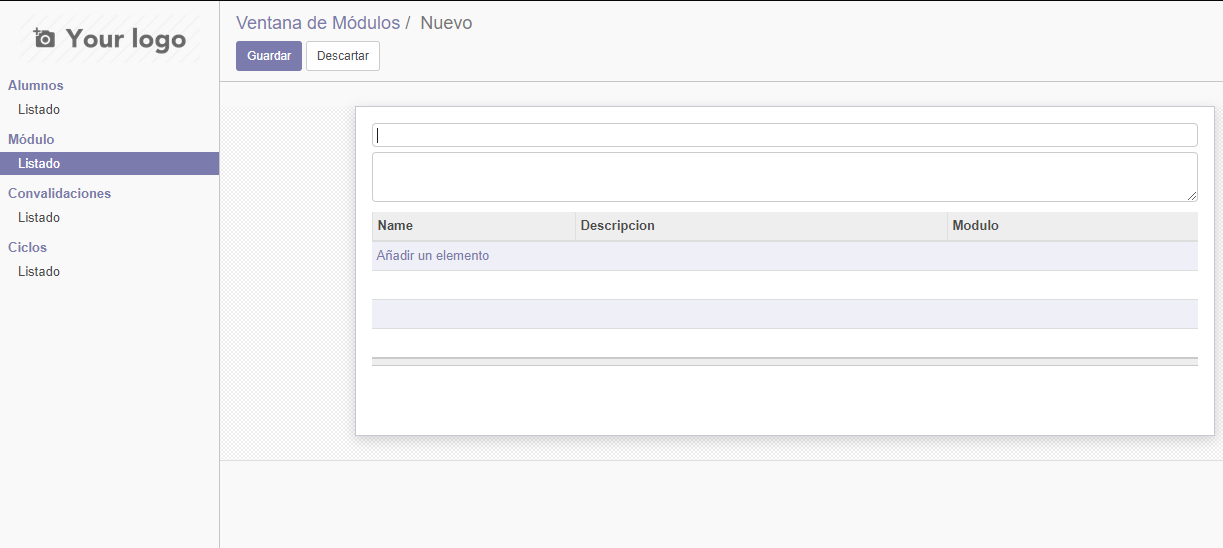 Your logo
Alumnos
Listado
Módulo
Listado
Convalidaciones
Listado
Ciclos
Listado
Ventana de Módulos / Nuevo
Guardar Descartar
Name Descripcion Modulo
Añadir un elemento